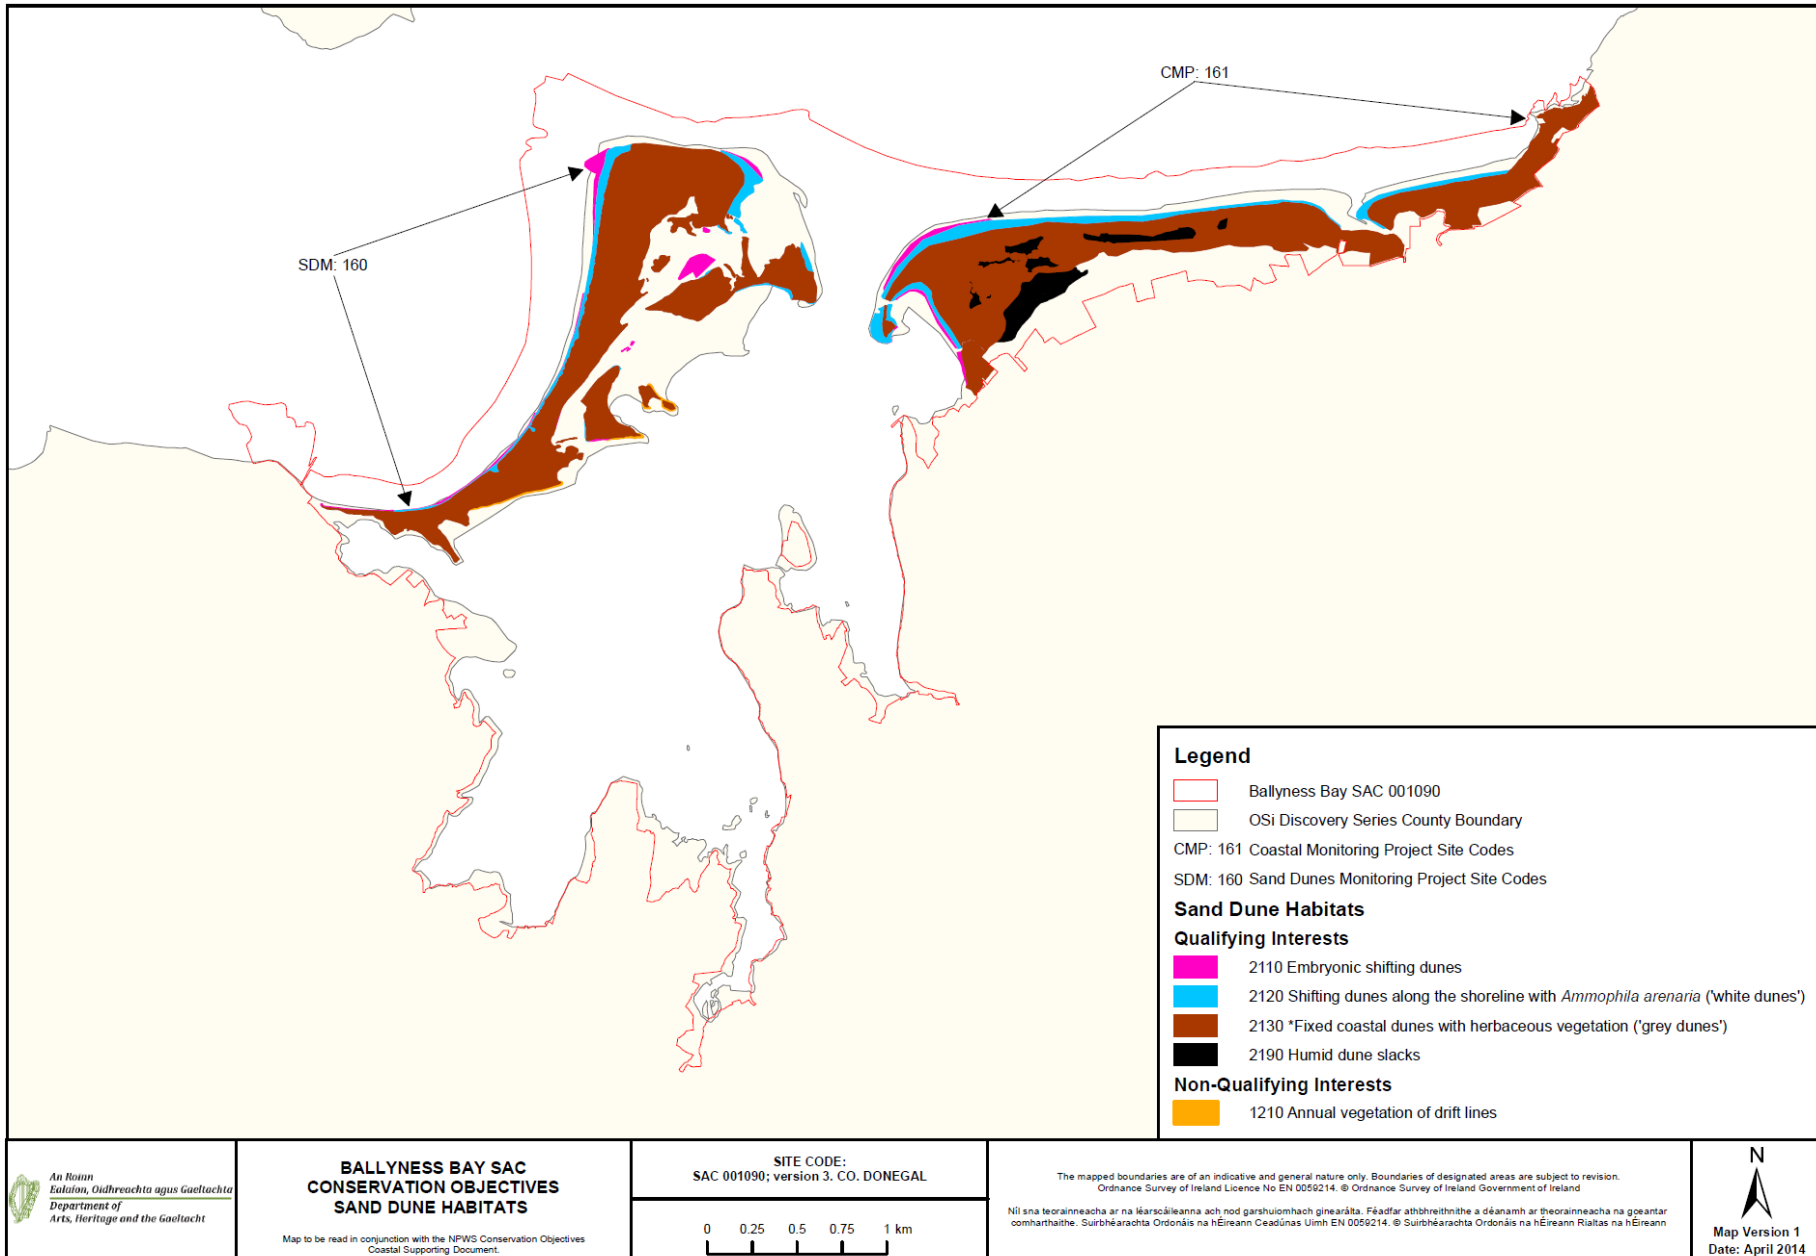 CMP: 161
SDM: 160
Legend
Ballyness Bay SAC 001090
OSi Discovery Series County Boundary
CMP: 161 Coastal Monitoring Project Site Codes
SDM: 160 Sand Dunes Monitoring Project Site Codes
Sand Dune Habitats
Qualifying Interests
2110 Embryonic shifting dunes
2120 Shifting dunes along the shoreline with Ammophila arenaria ('white dunes')
2130 *Fixed coastal dunes with herbaceous vegetation ('grey dunes')
2190 Humid dune slacks
Non-Qualifying Interests
1210 Annual vegetation of drift lines
An Roinn
Ealaíon, Oidhreachta agus Gaeltachta
Department of
Arts, Heritage and the Gaeltacht
BALLYNESS BAY SAC
CONSERVATION OBJECTIVES
SAND DUNE HABITATS
Map to be read in conjunction with the NPWS Conservation Objectives
Coastal Supporting Document.
SITE CODE:
SAC 001090; version 3. CO. DONEGAL
0 0.25 0.5 0.75 1 km
The mapped boundaries are of an indicative and general nature only. Boundaries of designated areas are subject to revision.
Ordnance Survey of Ireland Licence No EN 0059214. © Ordnance Survey of Ireland Government of Ireland
Níl sna teorainneacha ar na léarscáileanna ach nod garshuiomhach ginearálta. Féadfar athbhreithnithe a déanamh ar theorainneacha na gceantar
comharthaithe. Suirbhéarachta Ordonáis na hÉireann Ceadúnas Uimh EN 0059214. © Suirbhéarachta Ordonáis na hÉireann Rialtas na hÉireann
N
Map Version 1
Date: April 2014